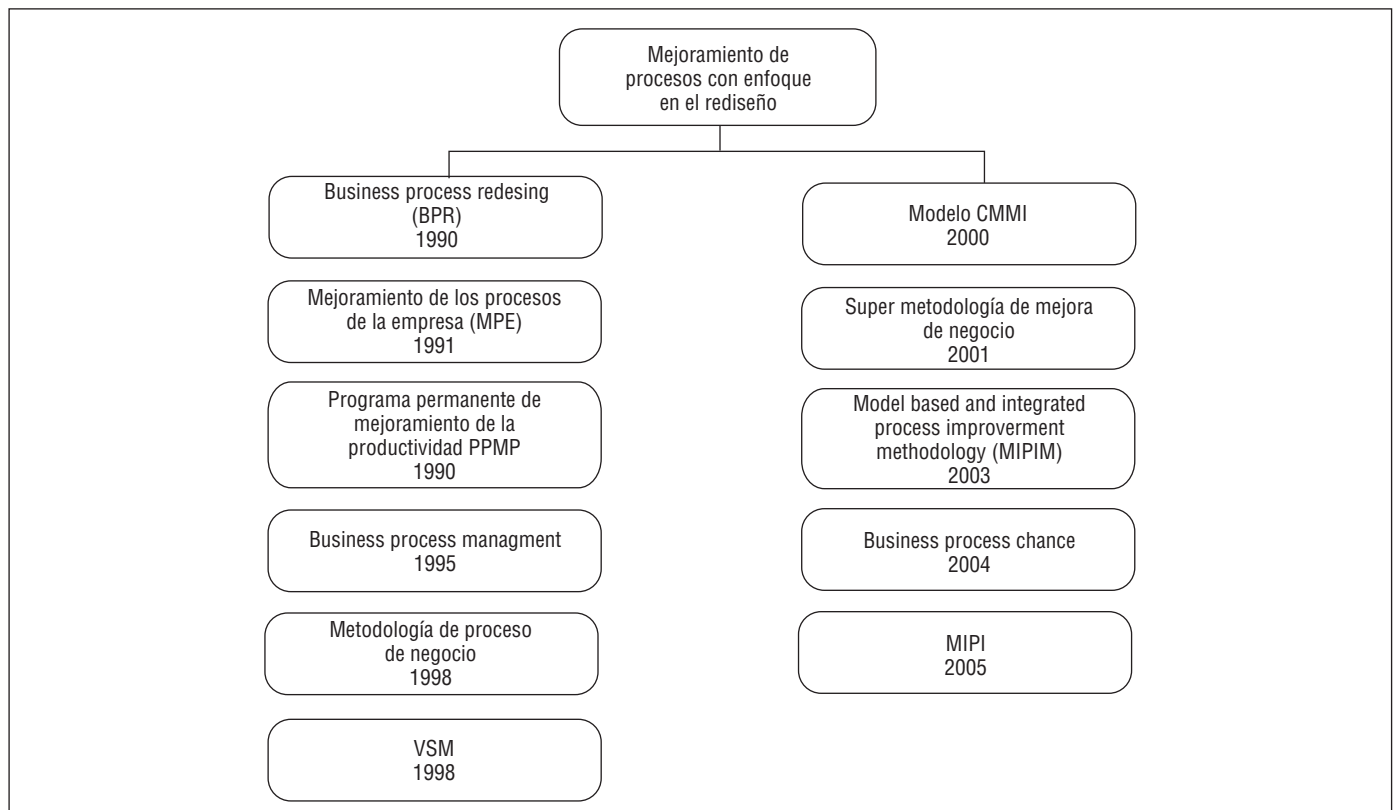 Mejoramiento de
procesos con enfoque
en el rediseño
Business process redesing
(BPR)
1990
Mejoramiento de los procesos
de la empresa (MPE)
1991
Programa permanente de
mejoramiento de la
productividad PPMP
1990
Business process managment
1995
Metodología de proceso
de negocio
1998
VSM
1998
Modelo CMMI
2000
Super metodología de mejora
de negocio
2001
Model based and integrated
process improverment
methodology (MIPIM)
2003
Business process chance
2004
MIPI
2005